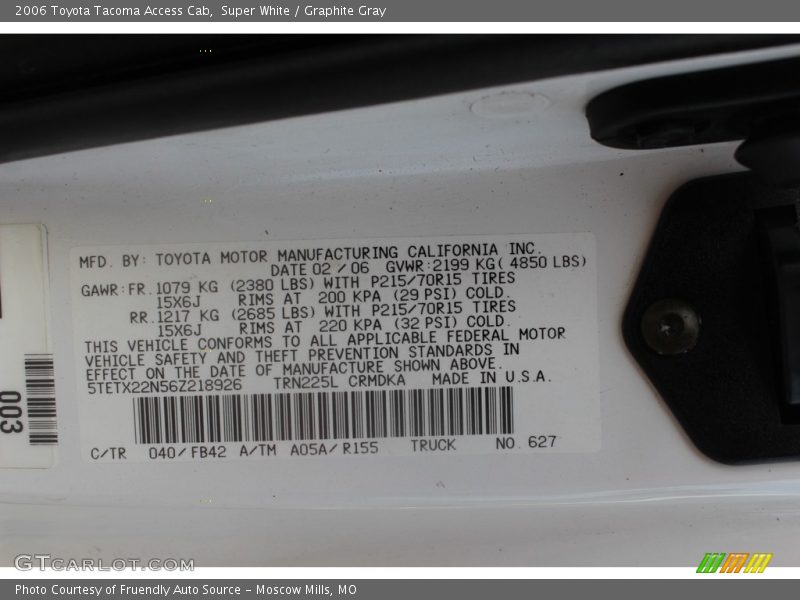 2006 Toyota Tacoma Access Cab, Super White / Graphite Gray
MFD. BY: TOYOTA MOTOR MANUFACTURING CALIFORNIA INC.
DATE 02/06 GVWR:2199 KG(4850 LBS)
GAWR:FR.1079 KG (2380 LBS) WITH P215/70R15 TIRES
15X6J RIMS AT 200 KPA (29 PSI) COLD.
RR.1217 KG (2685 LBS) WITH P215/70R15 TIRES
15X6J RIMS AT 220 KPA (32 PSI) COLD.
THIS VEHICLE CONFORMS TO ALL APPLICABLE FEDERAL MOTOR
VEHICLE SAFETY AND THEFT PREVENTION STANDARDS IN
EFFECT ON THE DATE OF MANUFACTURE SHOWN ABOVE.
5TETX22N56Z218926 TRN225L CRMDKA MADE IN U.S.A.
C/TR 040/FB42 A/TM A05A/R155 TRUCK NO. 627
003
GTCARLOT.COM
Photo Courtesy of Fruendly Auto Source - Moscow Mills, MO